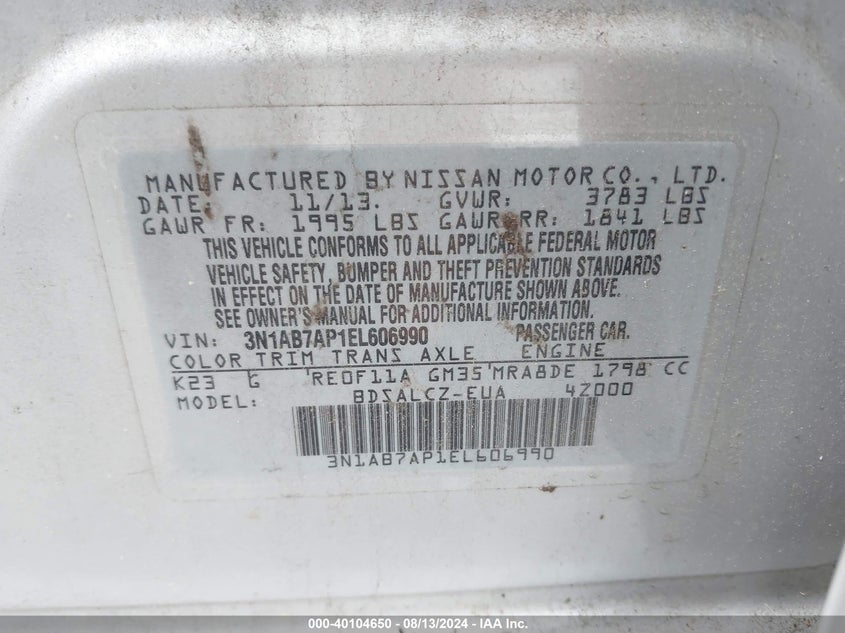 MANUFACTURED BY NISSAN MOTOR CO., LTD.
DATE: 11/13. GVWR: 3783 LBS
GAWR FR: 1995 LBS GAWR RR: 1841 LBS
THIS VEHICLE CONFORMS TO ALL APPLICABLE FEDERAL MOTOR
VEHICLE SAFETY, BUMPER AND THEFT PREVENTION STANDARDS
IN EFFECT ON THE DATE OF MANUFACTURE SHOWN ABOVE.
SEE OWNER'S MANUAL FOR ADDITIONAL INFORMATION.
VIN: 3N1AB7AP1EL606990 PASSENGER CAR.
COLOR TRIM TRANS AXLE ENGINE
K23 G RE0F11A GM35 MRA8DE 1798 CC
MODEL: BDSALCZ-EUA 4Z000
3N1AB7AP1EL606990
000-40104650 - 08/13/2024 - IAA Inc.